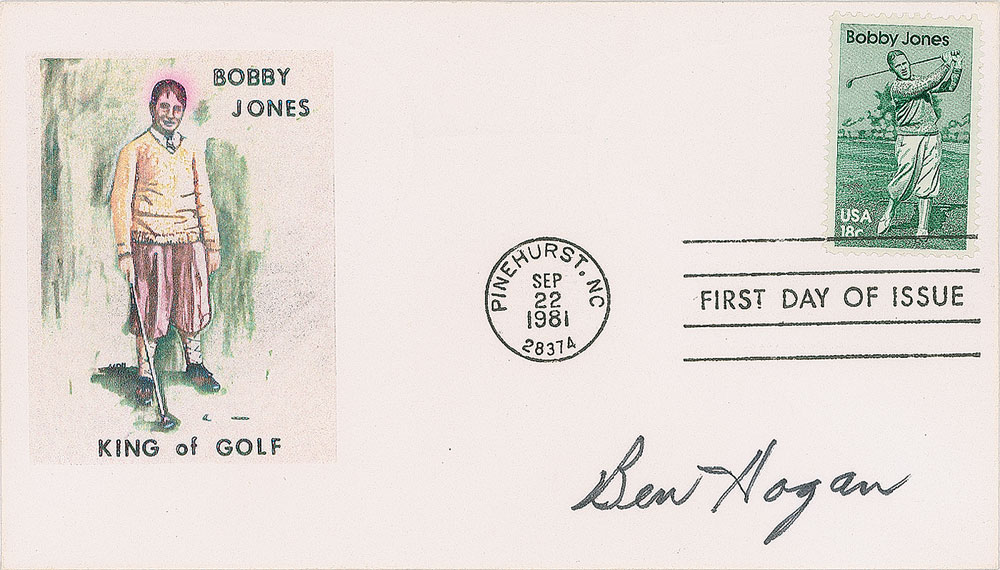 BOBBY
JONES
KING of GOLF
Bobby Jones
USA
18c
PINEHURST, NC
SEP
22
1981
28374
FIRST DAY OF ISSUE
Ben Hogan